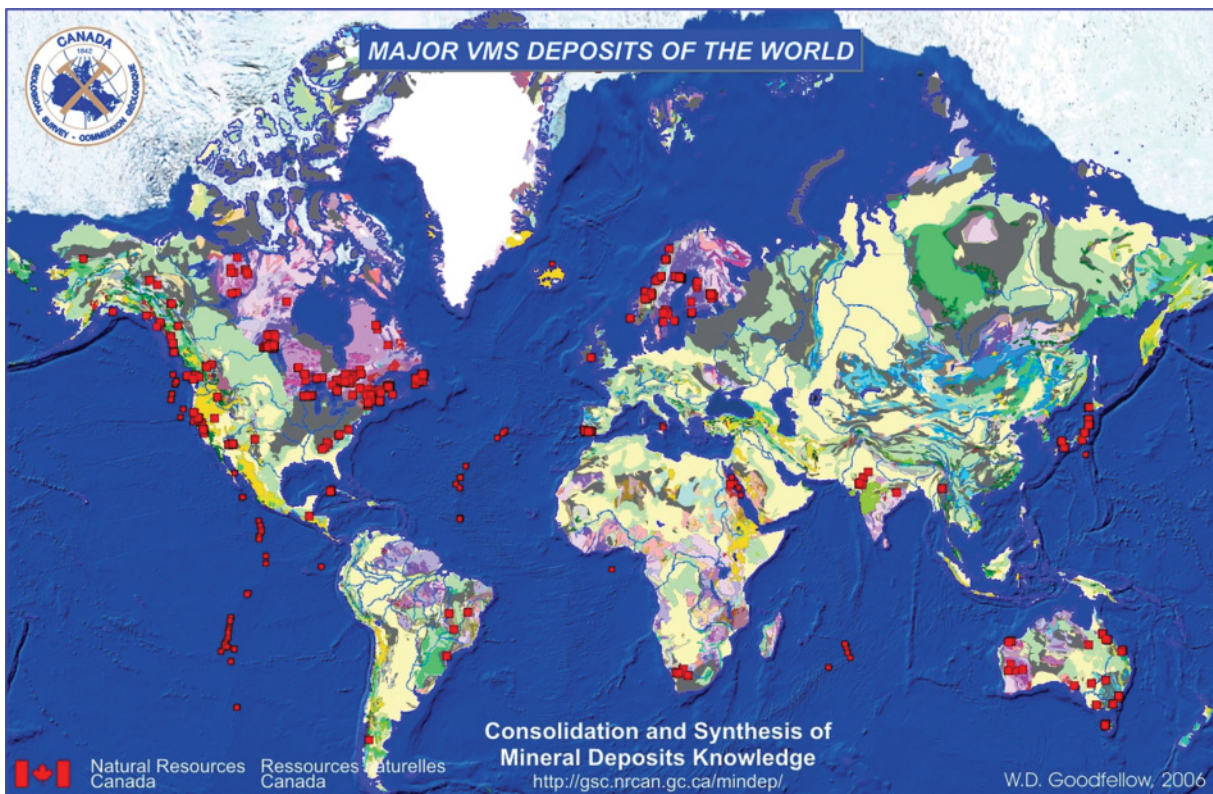 MAJOR VMS DEPOSITS OF THE WORLD
CANADA
1842
GEOLOGICAL SURVEY - COMMISSION GÉOLOGIQUE
Consolidation and Synthesis of
Mineral Deposits Knowledge
http://gsc.nrcan.gc.ca/mindep/
Natural Resources
Canada
Ressources naturelles
Canada
W.D. Goodfellow, 2006